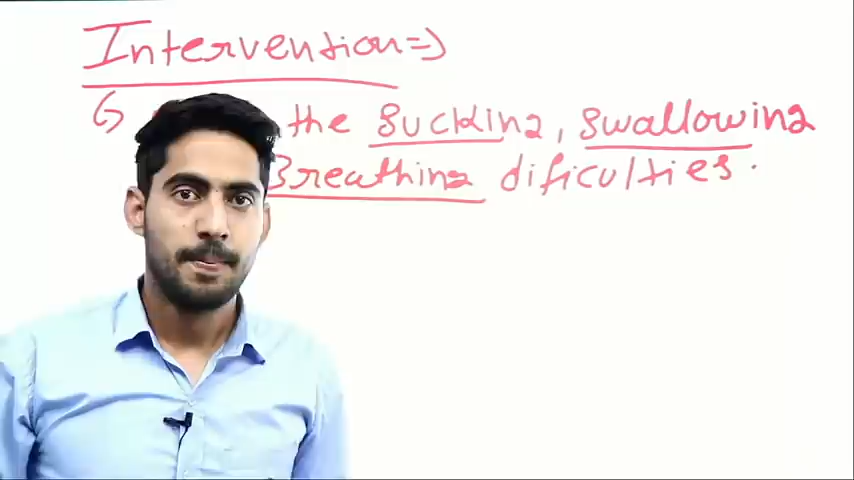 Intervention⇒
the sucking, swallowing
Breathing dificulties.